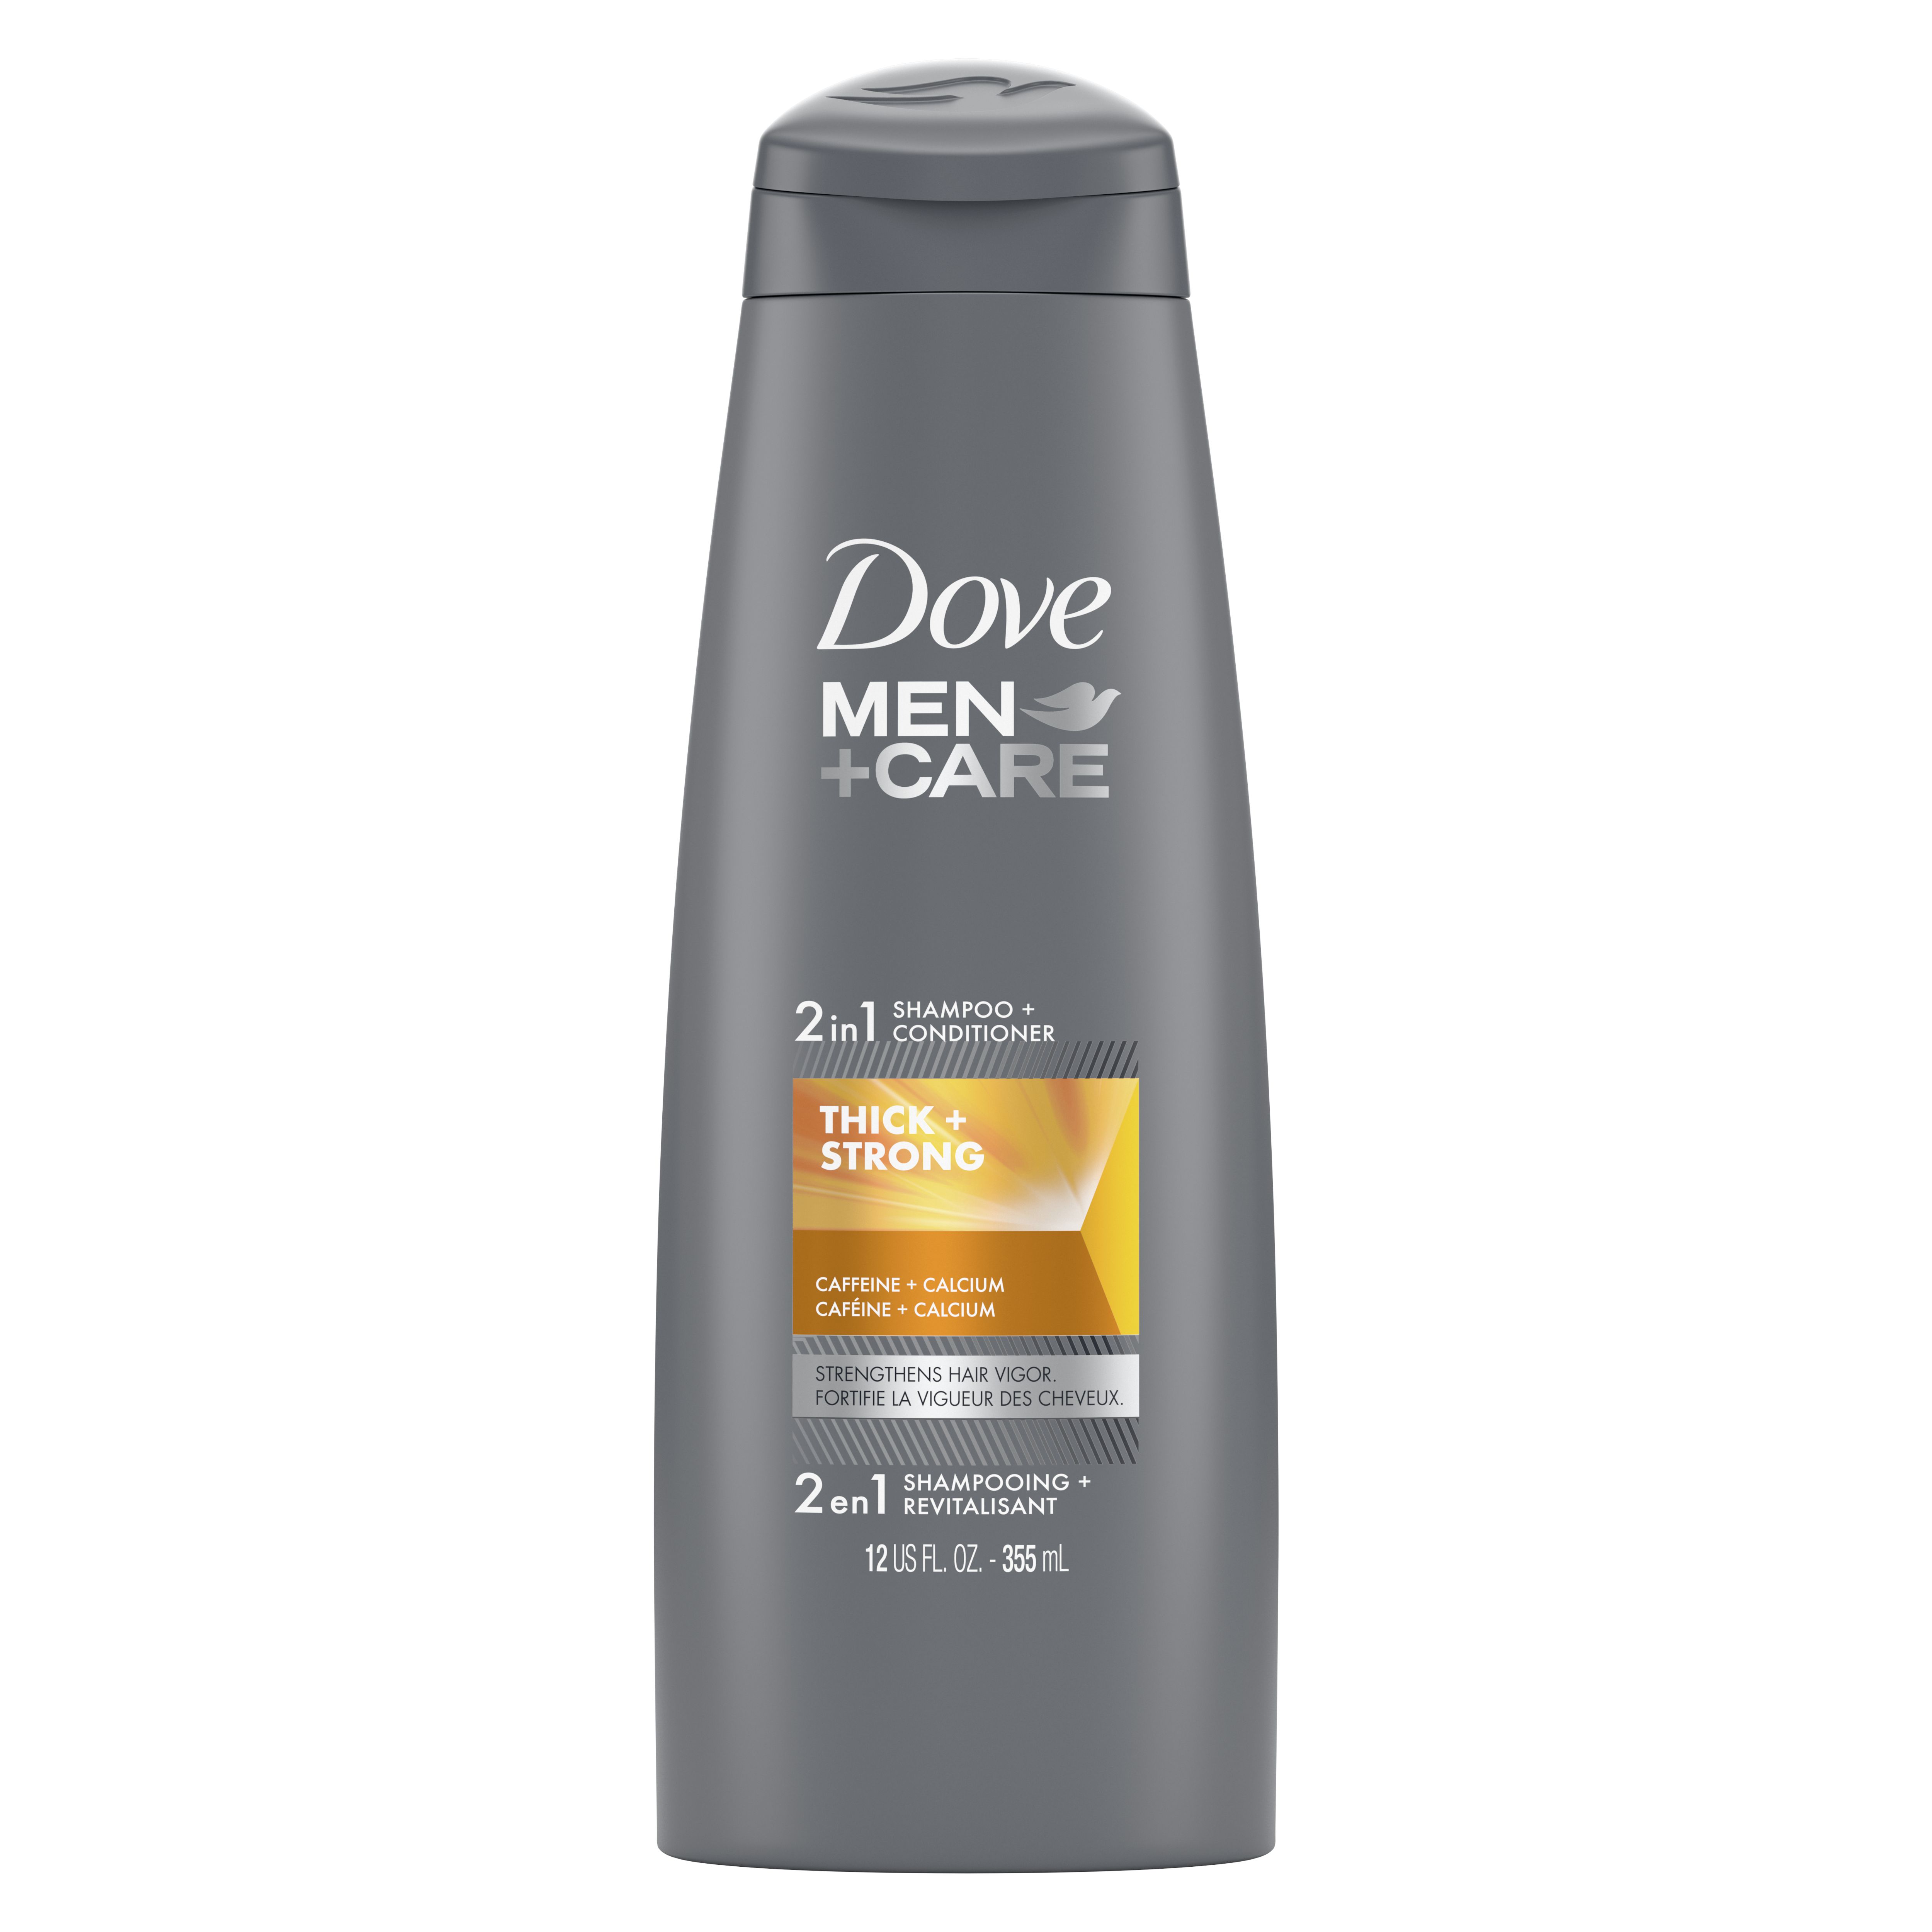 Dove
MEN
+CARE
2in1 SHAMPOO +
CONDITIONER
THICK +
STRONG
CAFFEINE + CALCIUM
CAFÉINE + CALCIUM
STRENGTHENS HAIR VIGOR.
FORTIFIE LA VIGUEUR DES CHEVEUX.
2en1 SHAMPOOING +
REVITALISANT
12 US FL. OZ. - 355 mL